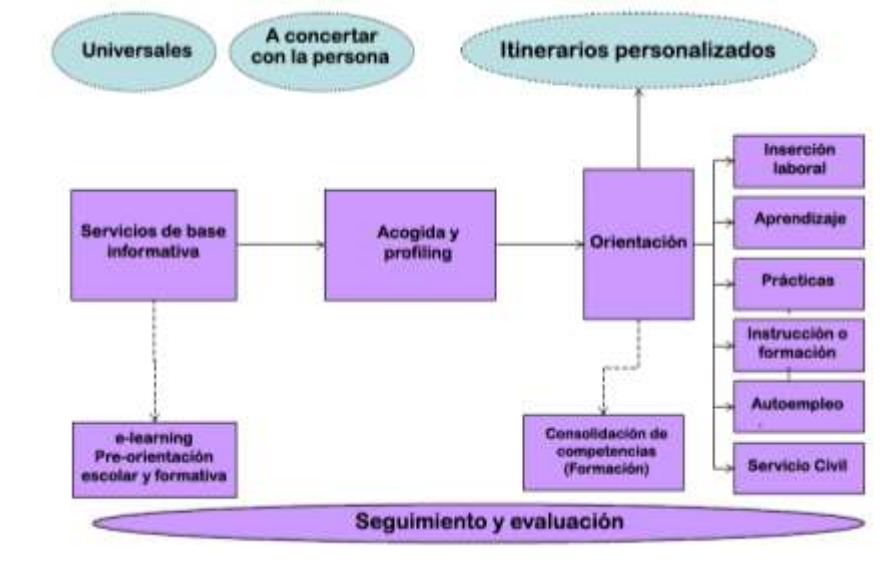 Universales
A concertar
con la persona
Itinerarios personalizados
Servicios de base
informativa
Acogida y
profiling
Orientación
Inserción
laboral
Aprendizaje
Prácticas
Instrucción o
formación
Autoempleo
Servicio Civil
e-learning
Pre-orientación
escolar y formativa
Consolidación de
competencias
(Formación)
Seguimiento y evaluación